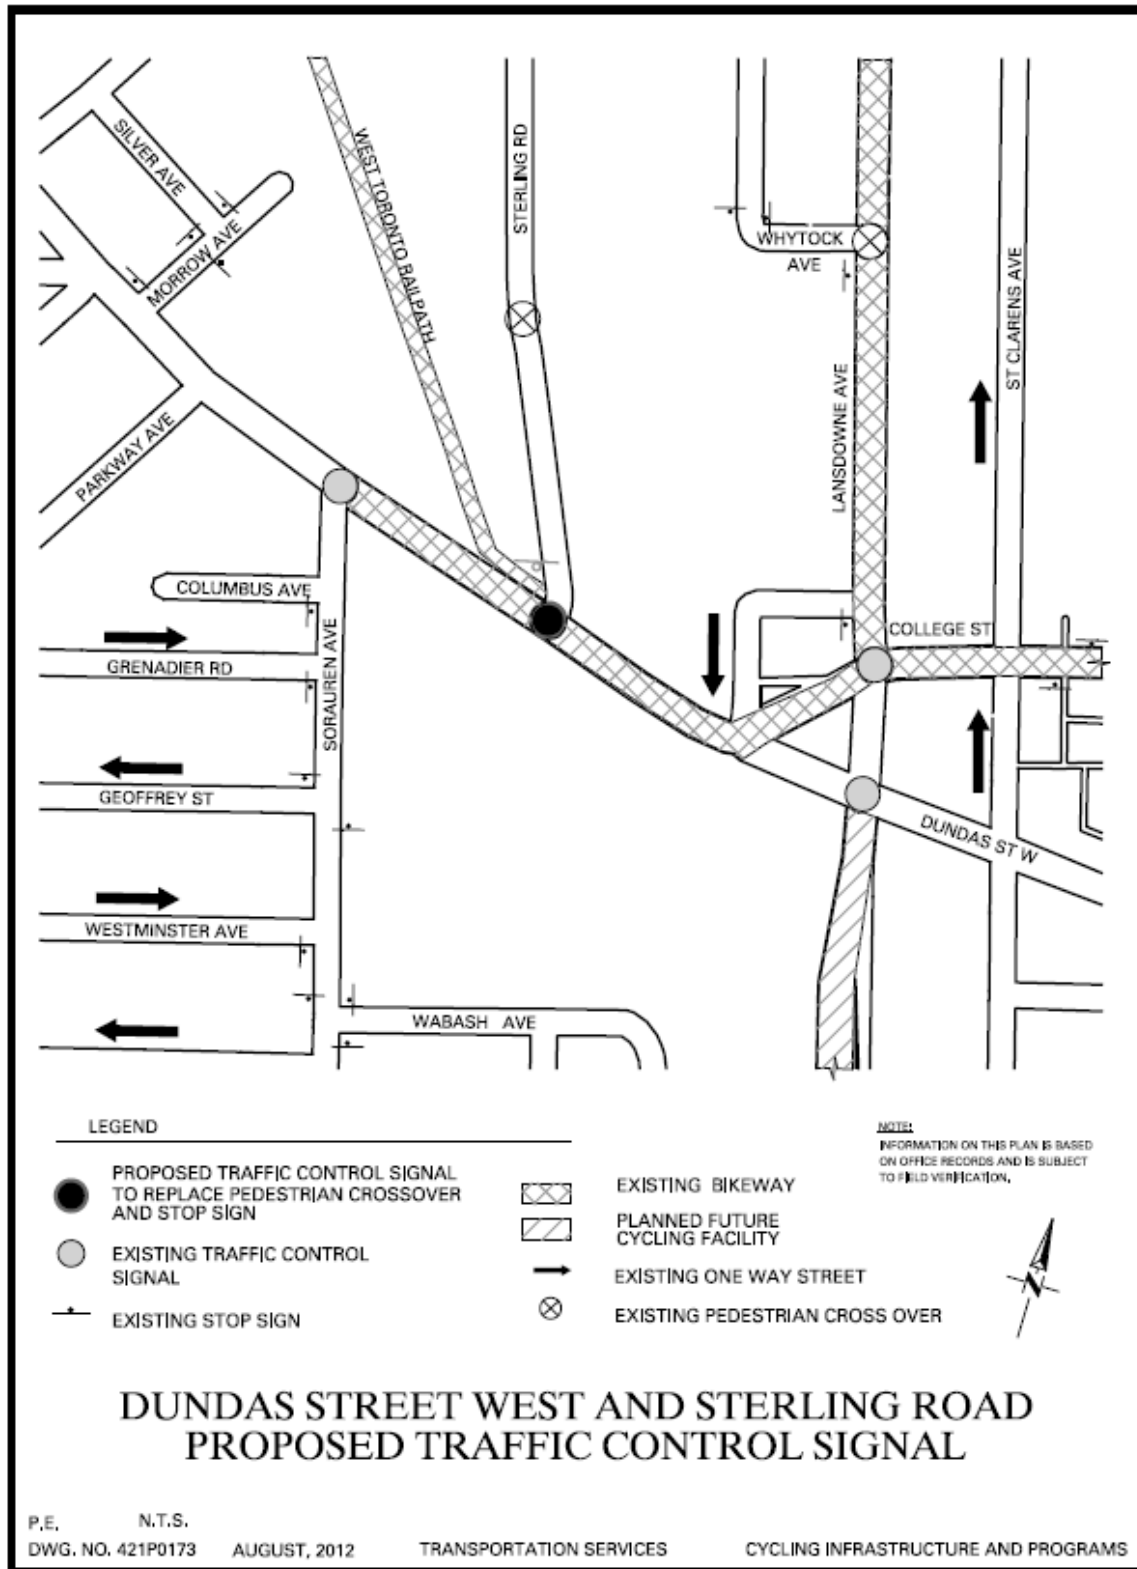 SILVER AVE
MORROW AVE
WEST TORONTO RAILPATH
STERLING RD
WHYTOCK
AVE
ST CLARENS AVE
LANSDOWNE AVE
PARKWAY AVE
COLUMBUS AVE
COLLEGE ST
GRENADIER RD
SORAUREN AVE
GEOFFREY ST
DUNDAS ST W
WESTMINSTER AVE
WABASH AVE
LEGEND
PROPOSED TRAFFIC CONTROL SIGNAL
TO REPLACE PEDESTRIAN CROSSOVER
AND STOP SIGN
EXISTING TRAFFIC CONTROL
SIGNAL
EXISTING STOP SIGN
EXISTING BIKEWAY
PLANNED FUTURE
CYCLING FACILITY
EXISTING ONE WAY STREET
EXISTING PEDESTRIAN CROSS OVER
NOTE:
INFORMATION ON THIS PLAN IS BASED
ON OFFICE RECORDS AND IS SUBJECT
TO FIELD VERIFICATION.
N
DUNDAS STREET WEST AND STERLING ROAD
PROPOSED TRAFFIC CONTROL SIGNAL
P.E. N.T.S.
DWG. NO. 421P0173 AUGUST, 2012 TRANSPORTATION SERVICES CYCLING INFRASTRUCTURE AND PROGRAMS